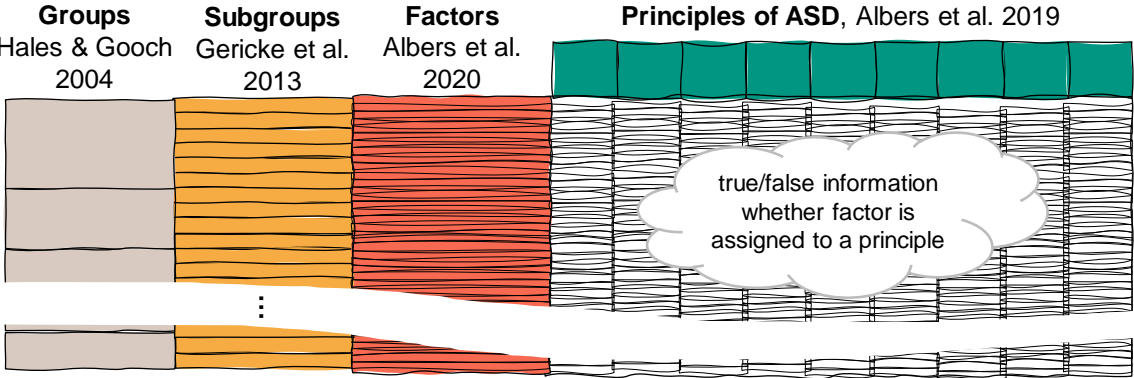 Groups
Hales & Gooch
2004
Subgroups
Gericke et al.
2013
Factors
Albers et al.
2020
Principles of ASD, Albers et al. 2019
true/false information
whether factor is
assigned to a principle
...